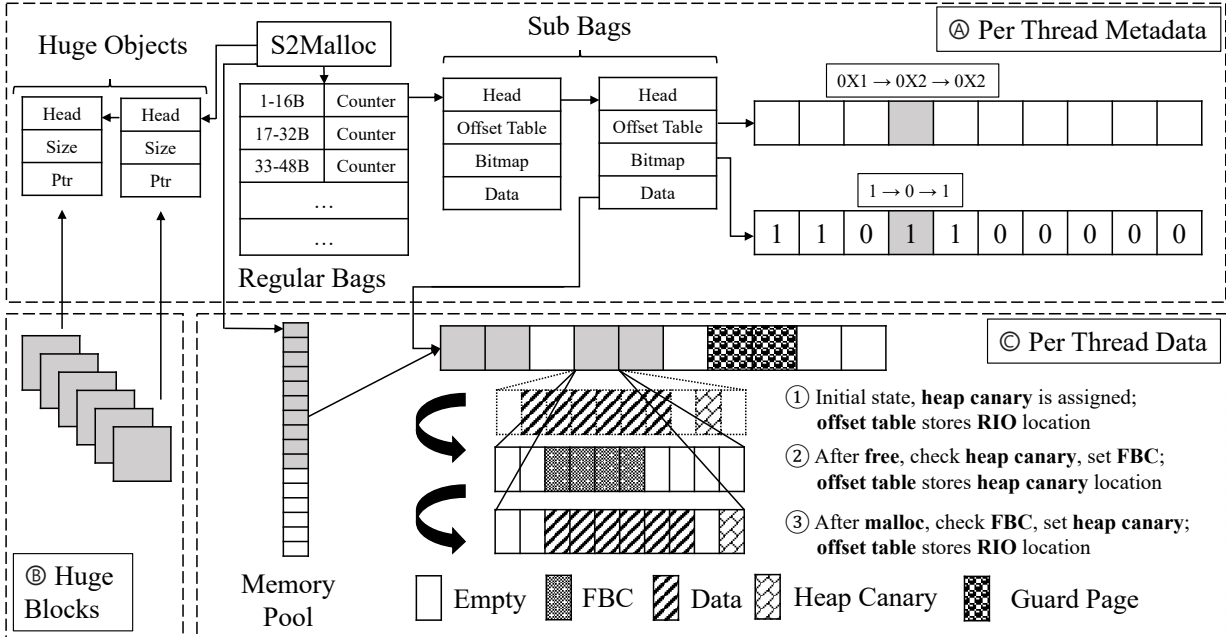 Huge Objects
S2Malloc
Sub Bags
Ⓐ Per Thread Metadata
Head
Size
Ptr
Head
Size
Ptr
1-16B Counter
17-32B Counter
33-48B Counter
…
…
Regular Bags
Head
Offset Table
Bitmap
Data
Head
Offset Table
Bitmap
Data
0X1 → 0X2 → 0X2
1 → 0 → 1
1 1 0 1 1 0 0 0 0 0
Ⓑ Huge
Blocks
Memory
Pool
Ⓒ Per Thread Data
① Initial state, heap canary is assigned;
offset table stores RIO location
② After free, check heap canary, set FBC;
offset table stores heap canary location
③ After malloc, check FBC, set heap canary;
offset table stores RIO location
Empty FBC Data Heap Canary Guard Page